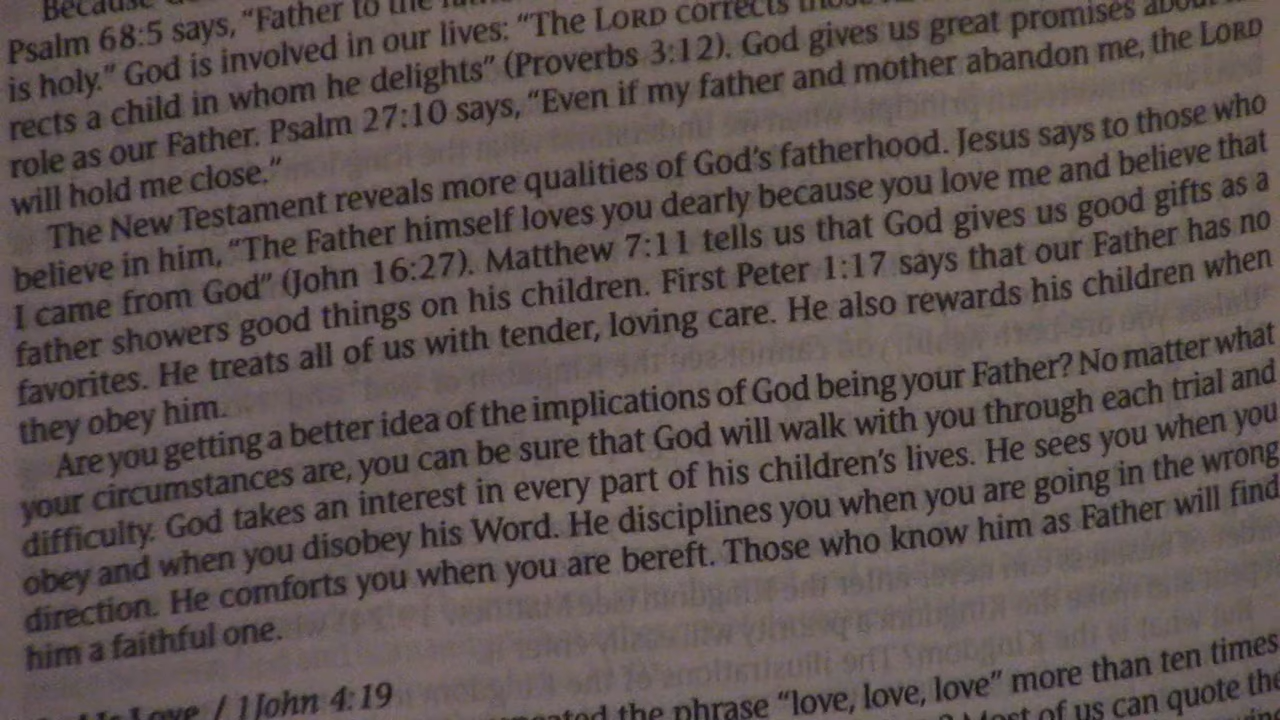 Because
Psalm 68:5 says, “Father to the
is holy.” God is involved in our lives: “The LORD corrects those
rects a child in whom he delights” (Proverbs 3:12). God gives us great promises about
role as our Father. Psalm 27:10 says, “Even if my father and mother abandon me, the LORD
will hold me close.”
The New Testament reveals more qualities of God’s fatherhood. Jesus says to those who
believe in him, “The Father himself loves you dearly because you love me and believe that
I came from God” (John 16:27). Matthew 7:11 tells us that God gives us good gifts as a
father showers good things on his children. First Peter 1:17 says that our Father has no
favorites. He treats all of us with tender, loving care. He also rewards his children when
they obey him.
Are you getting a better idea of the implications of God being your Father? No matter what
your circumstances are, you can be sure that God will walk with you through each trial and
difficulty. God takes an interest in every part of his children’s lives. He sees you when you
obey and when you disobey his Word. He disciplines you when you are going in the wrong
direction. He comforts you when you are bereft. Those who know him as Father will find
him a faithful one.
Is Love / 1 John 4:19
the phrase “love, love, love” more than ten times
Most of us can quote the